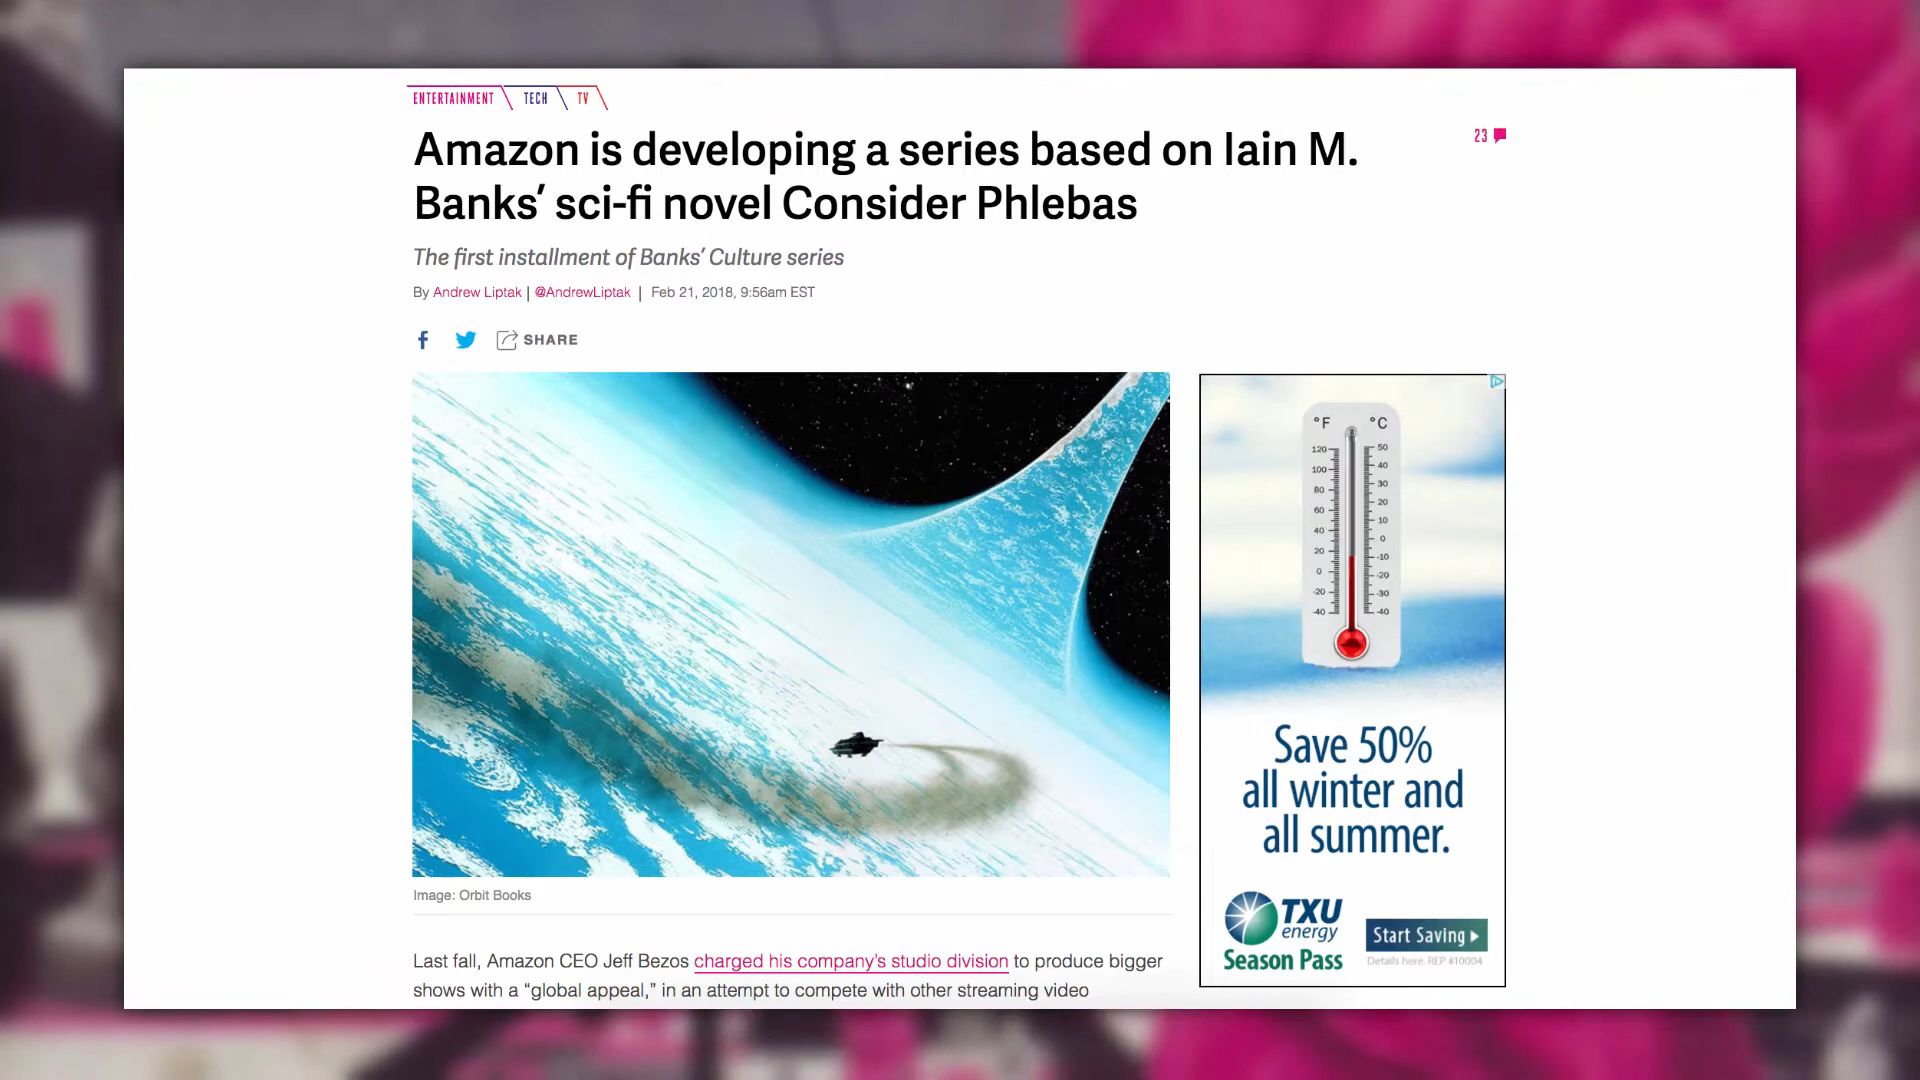 ENTERTAINMENT TECH TV
Amazon is developing a series based on Iain M.
Banks’ sci-fi novel Consider Phlebas
23
The first installment of Banks’ Culture series
By Andrew Liptak | @AndrewLiptak | Feb 21, 2018, 9:56am EST
SHARE
Image: Orbit Books
Last fall, Amazon CEO Jeff Bezos charged his company’s studio division to produce bigger
shows with a “global appeal,” in an attempt to compete with other streaming video
°F °C
120 50
100 40
80 30
60 20
40 10
20 0
0 -10
-20 -20
-40 -30
-40
Save 50%
all winter and
all summer.
TXU
energy
Season Pass
Start Saving
Details here. REP #10004